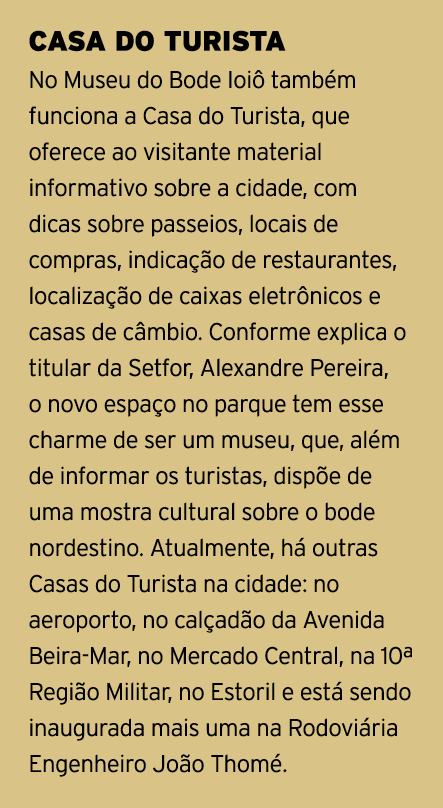 CASA DO TURISTA
No Museu do Bode Ioiô também
funciona a Casa do Turista, que
oferece ao visitante material
informativo sobre a cidade, com
dicas sobre passeios, locais de
compras, indicação de restaurantes,
localização de caixas eletrônicos e
casas de câmbio. Conforme explica o
titular da Setfor, Alexandre Pereira,
o novo espaço no parque tem esse
charme de ser um museu, que, além
de informar os turistas, dispõe de
uma mostra cultural sobre o bode
nordestino. Atualmente, há outras
Casas do Turista na cidade: no
aeroporto, no calçadão da Avenida
Beira-Mar, no Mercado Central, na 10ª
Região Militar, no Estoril e está sendo
inaugurada mais uma na Rodoviária
Engenheiro João Thomé.